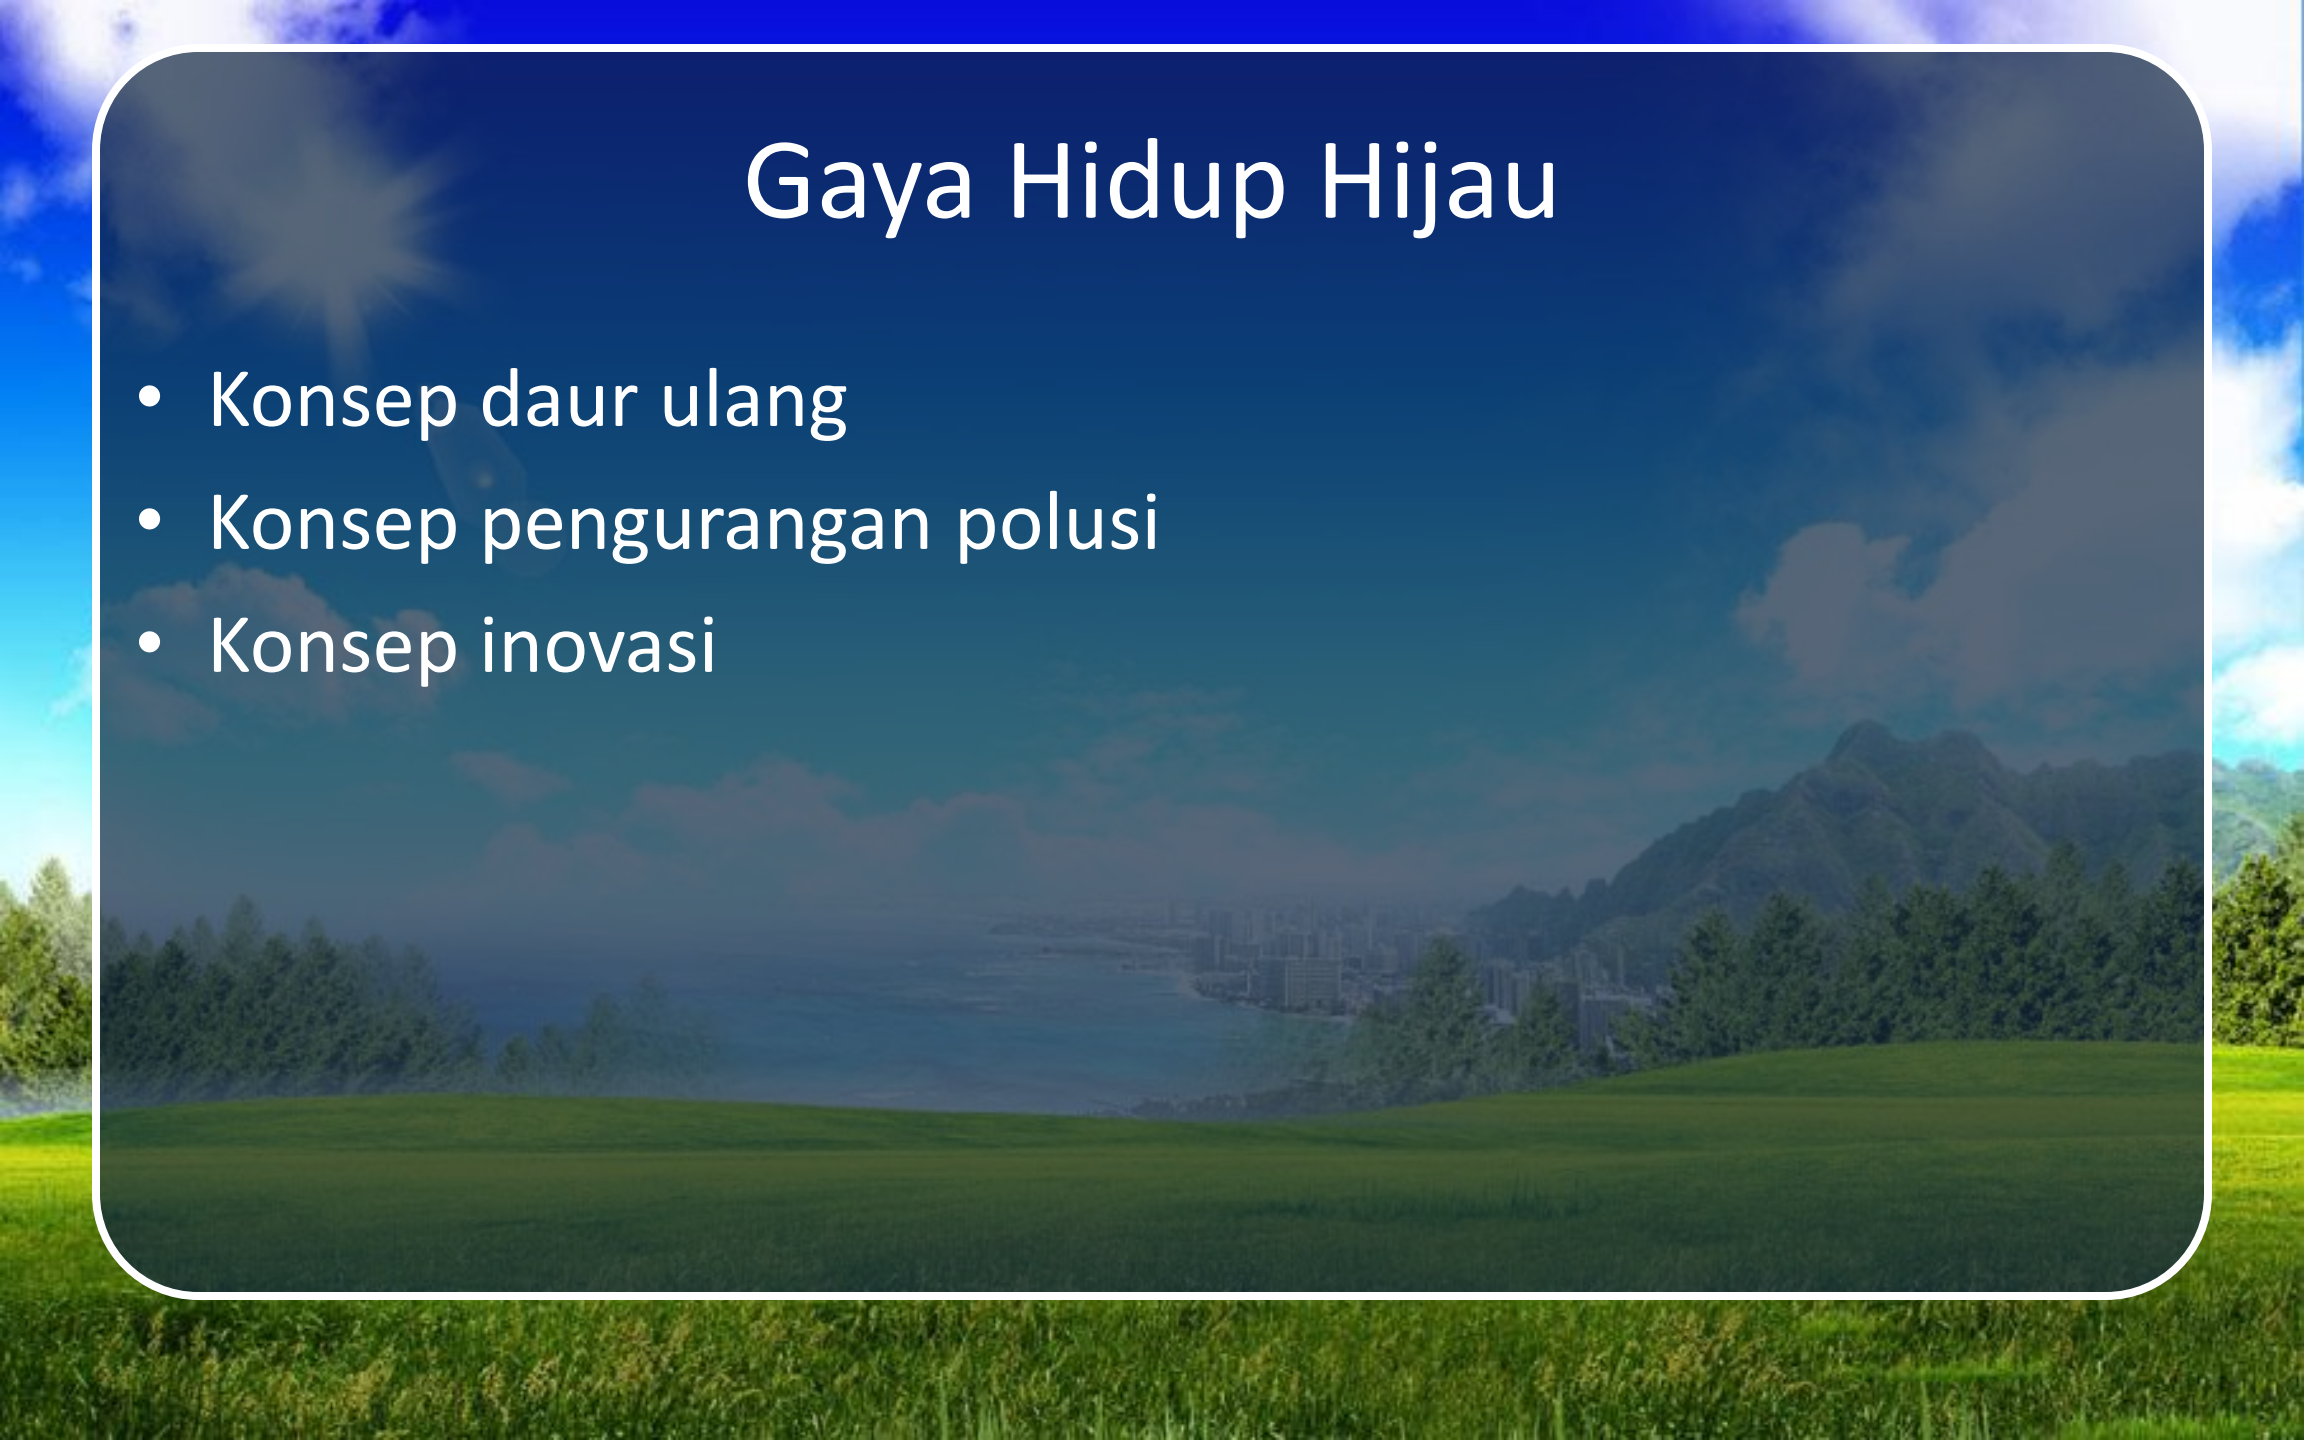 Gaya Hidup Hijau
• Konsep daur ulang
• Konsep pengurangan polusi
• Konsep inovasi